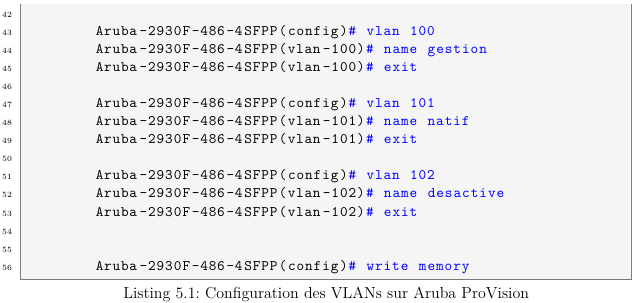 42
43 Aruba-2930F-486-4SFPP(config)# vlan 100
44 Aruba-2930F-486-4SFPP(vlan-100)# name gestion
45 Aruba-2930F-486-4SFPP(vlan-100)# exit
46
47 Aruba-2930F-486-4SFPP(config)# vlan 101
48 Aruba-2930F-486-4SFPP(vlan-101)# name natif
49 Aruba-2930F-486-4SFPP(vlan-101)# exit
50
51 Aruba-2930F-486-4SFPP(config)# vlan 102
52 Aruba-2930F-486-4SFPP(vlan-102)# name desactive
53 Aruba-2930F-486-4SFPP(vlan-102)# exit
54
55
56 Aruba-2930F-486-4SFPP(config)# write memory
Listing 5.1: Configuration des VLANs sur Aruba ProVision